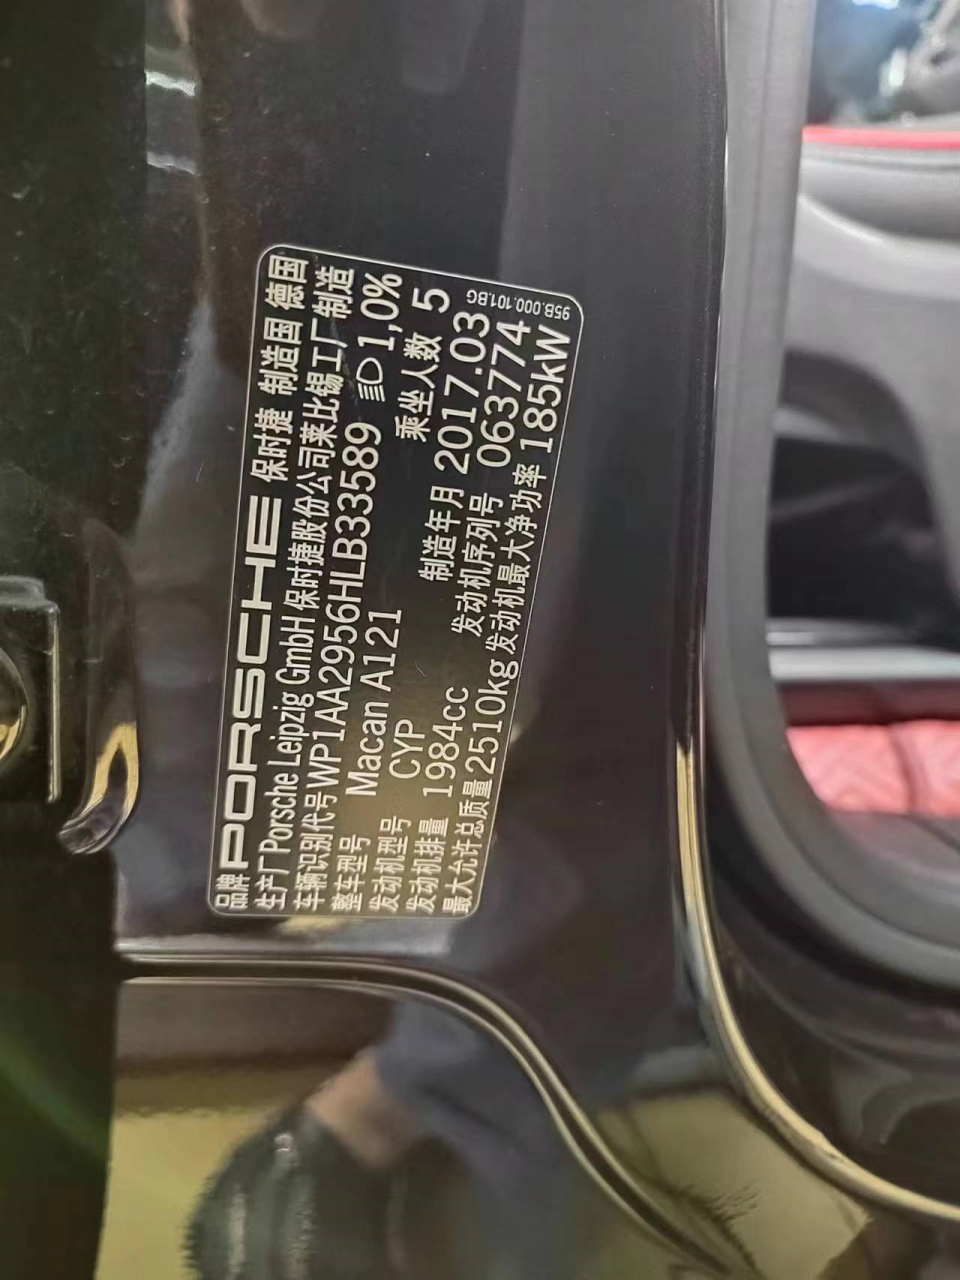 品牌 PORSCHE 保时捷 制造国 德国
生产厂 Porsche Leipzig GmbH 保时捷股份公司莱比锡工厂制造
车辆识别代号 WP1AA2956HLB33589 1,0%
整车型号 Macan A121 乘坐人数 5
发动机型号 CYP 制造年月 2017.03
发动机排量 1984cc 发动机序列号 063774
最大允许总质量 2510kg 发动机最大净功率 185kW
95B.000.101.BG